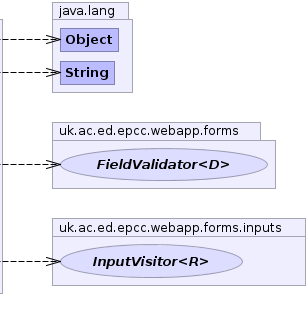 java.lang
Object
String
uk.ac.ed.epcc.webapp.forms
FieldValidator<D>
uk.ac.ed.epcc.webapp.forms.inputs
InputVisitor<R>